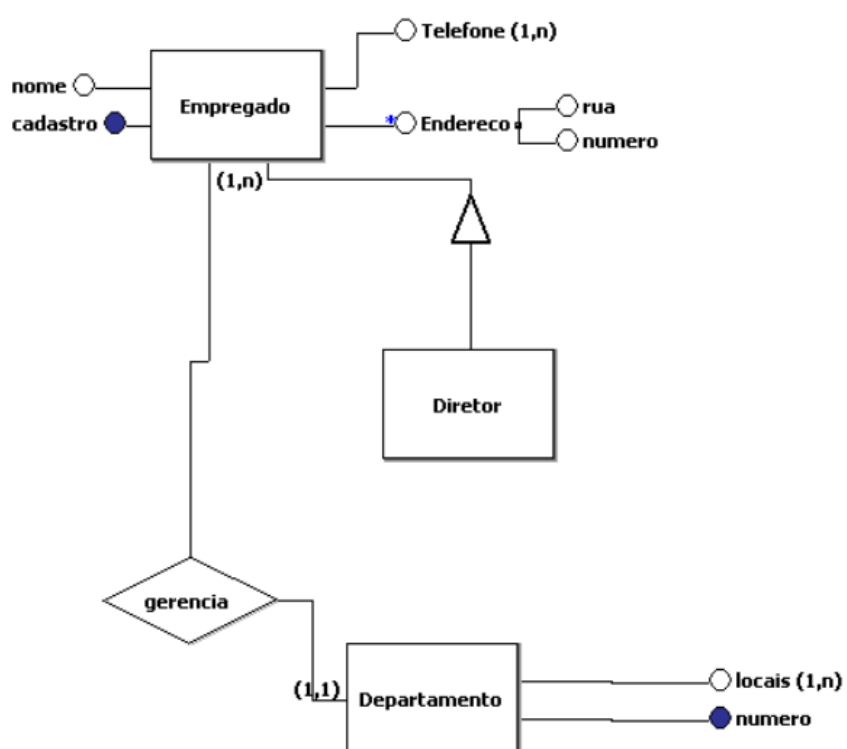 Telefone (1,n)
nome
Empregado
cadastro
* Endereco
rua
numero
(1,n)
Diretor
gerencia
(1,1)
Departamento
locais (1,n)
numero